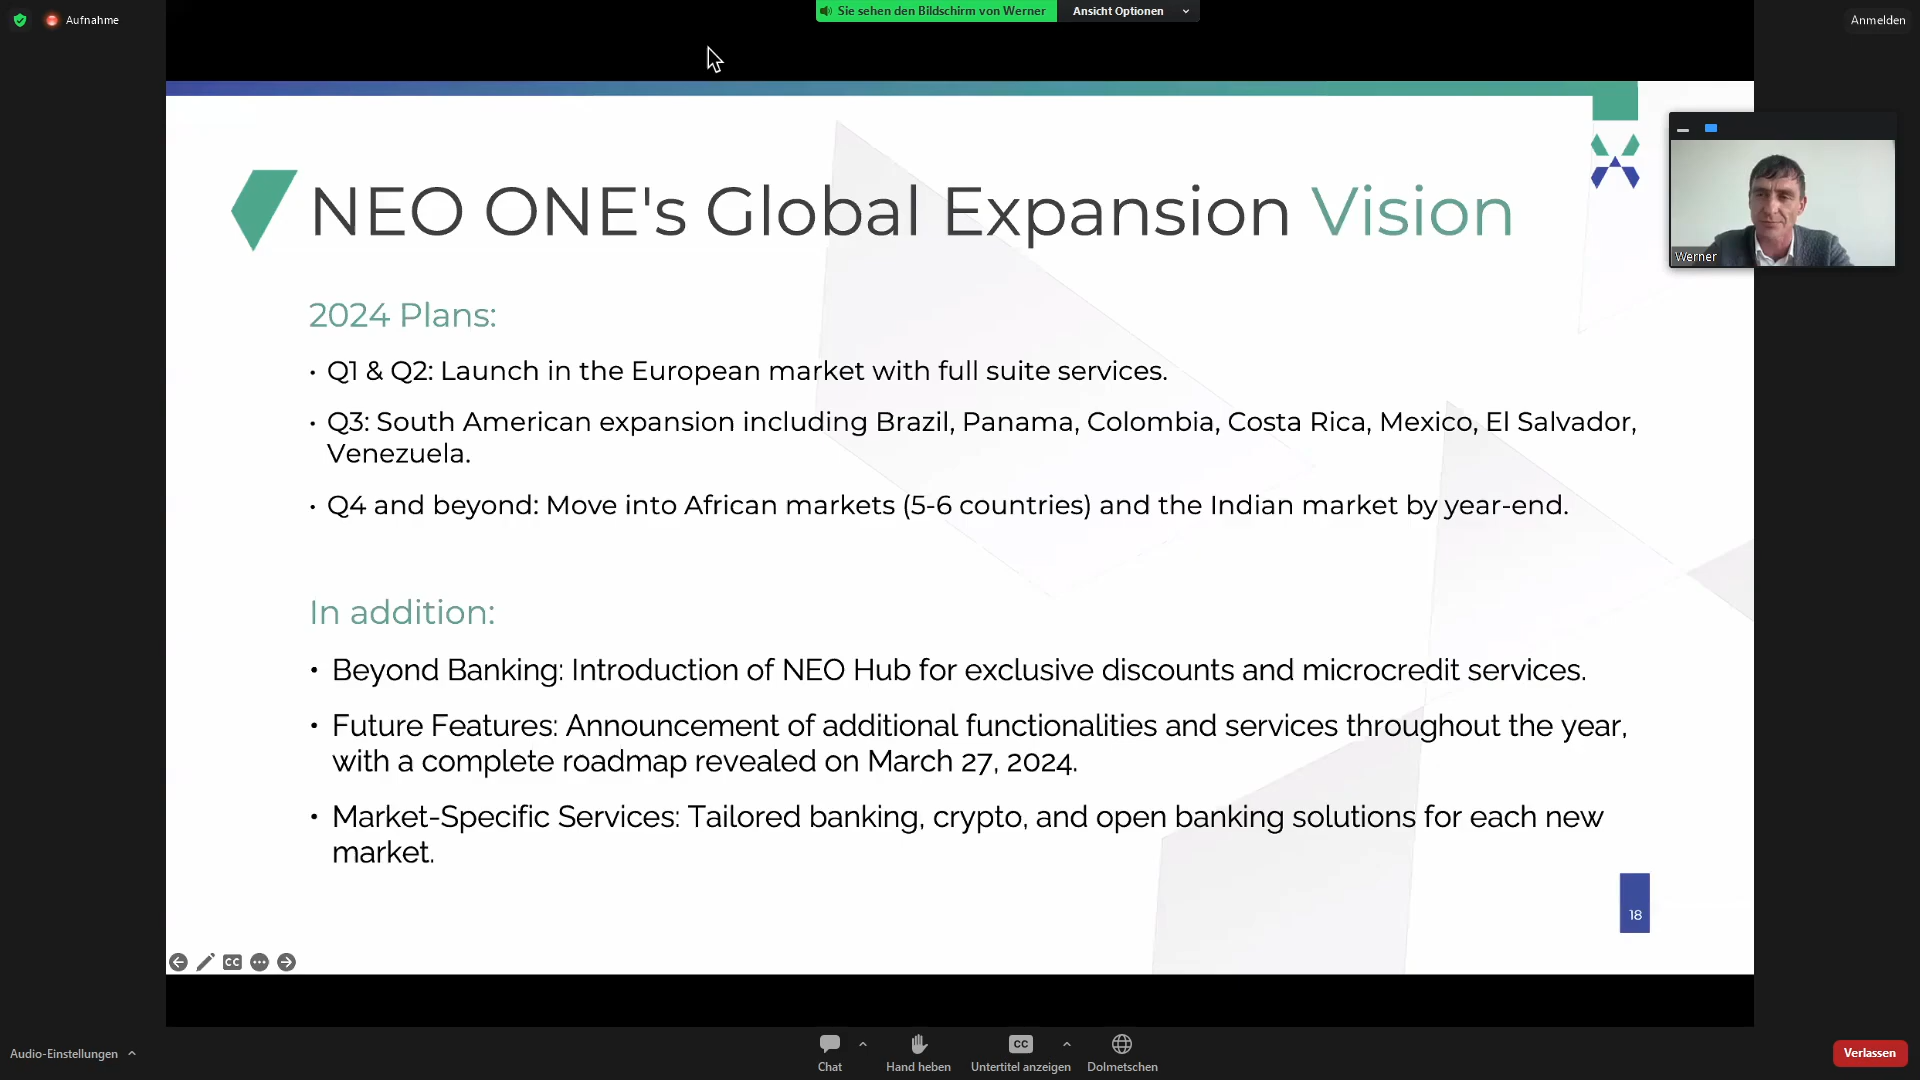 Aufnahme
Sie sehen den Bildschirm von Werner
Ansicht Optionen
Anmelden
NEO ONE's Global Expansion Vision
Werner
2024 Plans:
• Q1 & Q2: Launch in the European market with full suite services.
• Q3: South American expansion including Brazil, Panama, Colombia, Costa Rica, Mexico, El Salvador,
Venezuela.
• Q4 and beyond: Move into African markets (5-6 countries) and the Indian market by year-end.
In addition:
• Beyond Banking: Introduction of NEO Hub for exclusive discounts and microcredit services.
• Future Features: Announcement of additional functionalities and services throughout the year,
with a complete roadmap revealed on March 27, 2024.
• Market-Specific Services: Tailored banking, crypto, and open banking solutions for each new
market.
18
CC
Audio-Einstellungen
CC
Chat
Hand heben
Untertitel anzeigen
Dolmetschen
Verlassen